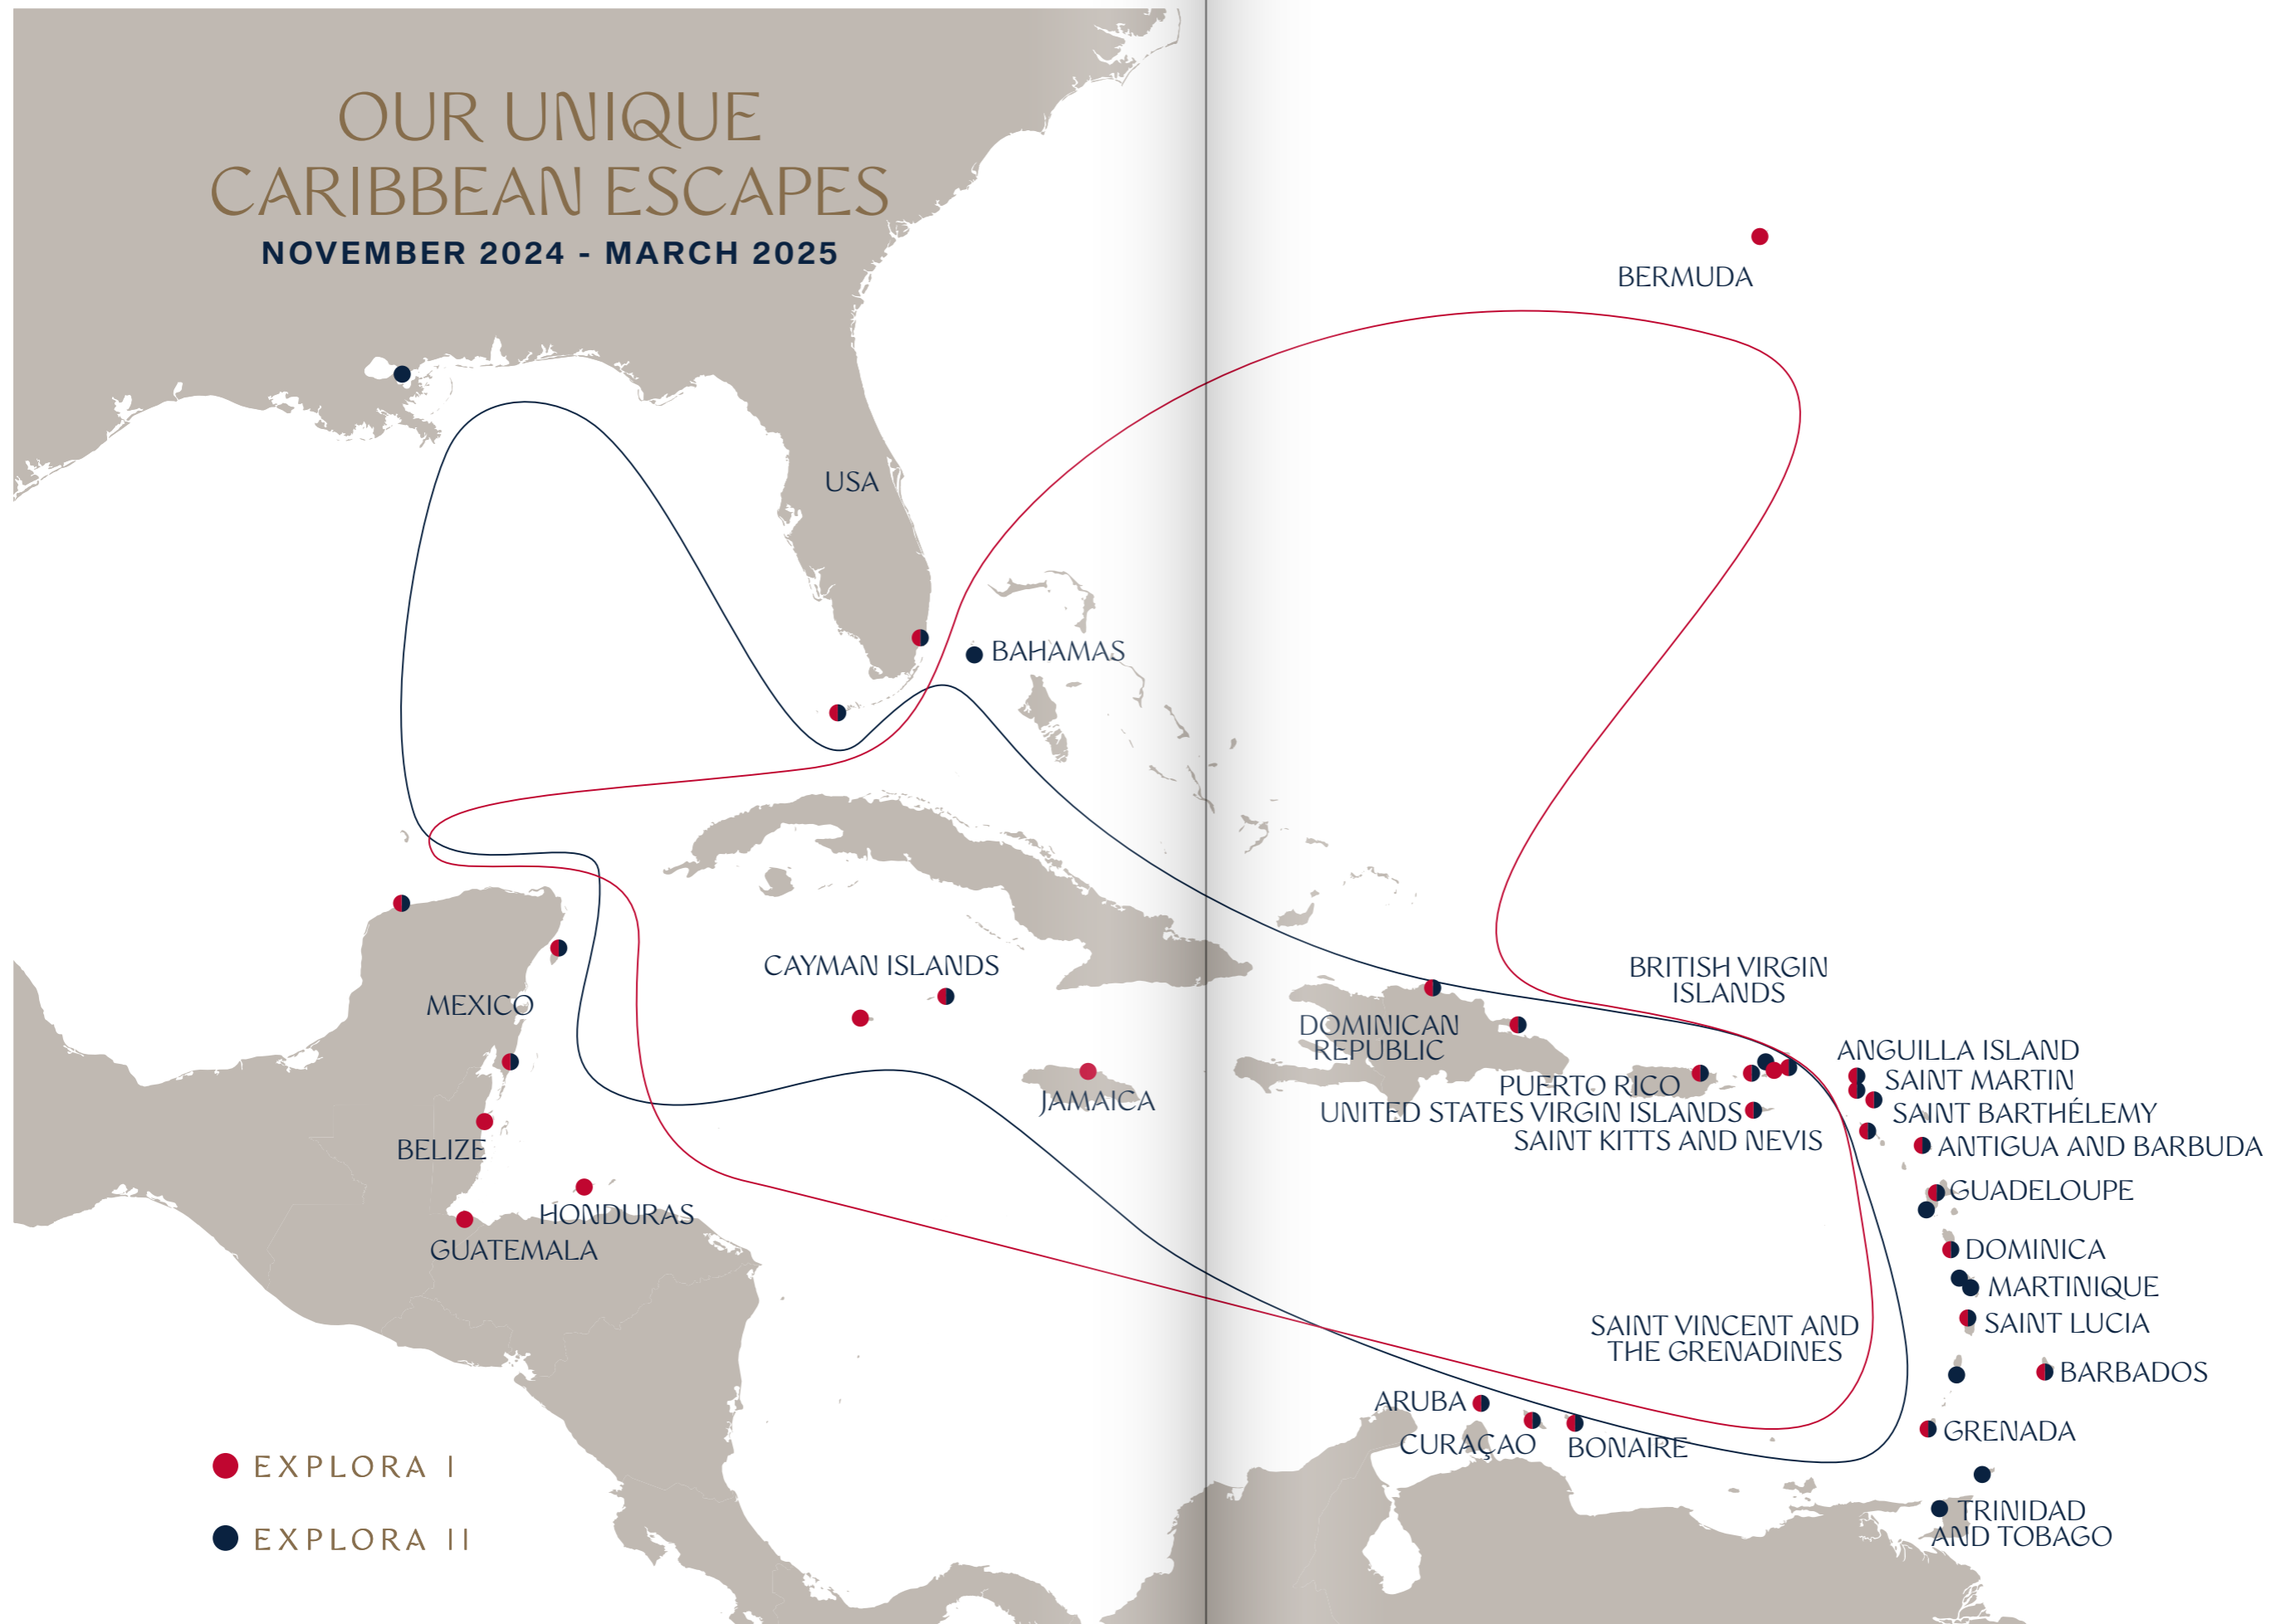 OUR UNIQUE
CARIBBEAN ESCAPES
NOVEMBER 2024 - MARCH 2025
BERMUDA
USA
BAHAMAS
CAYMAN ISLANDS
MEXICO
JAMAICA
BELIZE
HONDURAS
GUATEMALA
BRITISH VIRGIN
ISLANDS
DOMINICAN
REPUBLIC
PUERTO RICO
UNITED STATES VIRGIN ISLANDS
SAINT KITTS AND NEVIS
ANGUILLA ISLAND
SAINT MARTIN
SAINT BARTHÉLEMY
ANTIGUA AND BARBUDA
GUADELOUPE
DOMINICA
MARTINIQUE
SAINT LUCIA
SAINT VINCENT AND
THE GRENADINES
BARBADOS
ARUBA
CURAÇAO
BONAIRE
GRENADA
TRINIDAD
AND TOBAGO
EXPLORA I
EXPLORA II